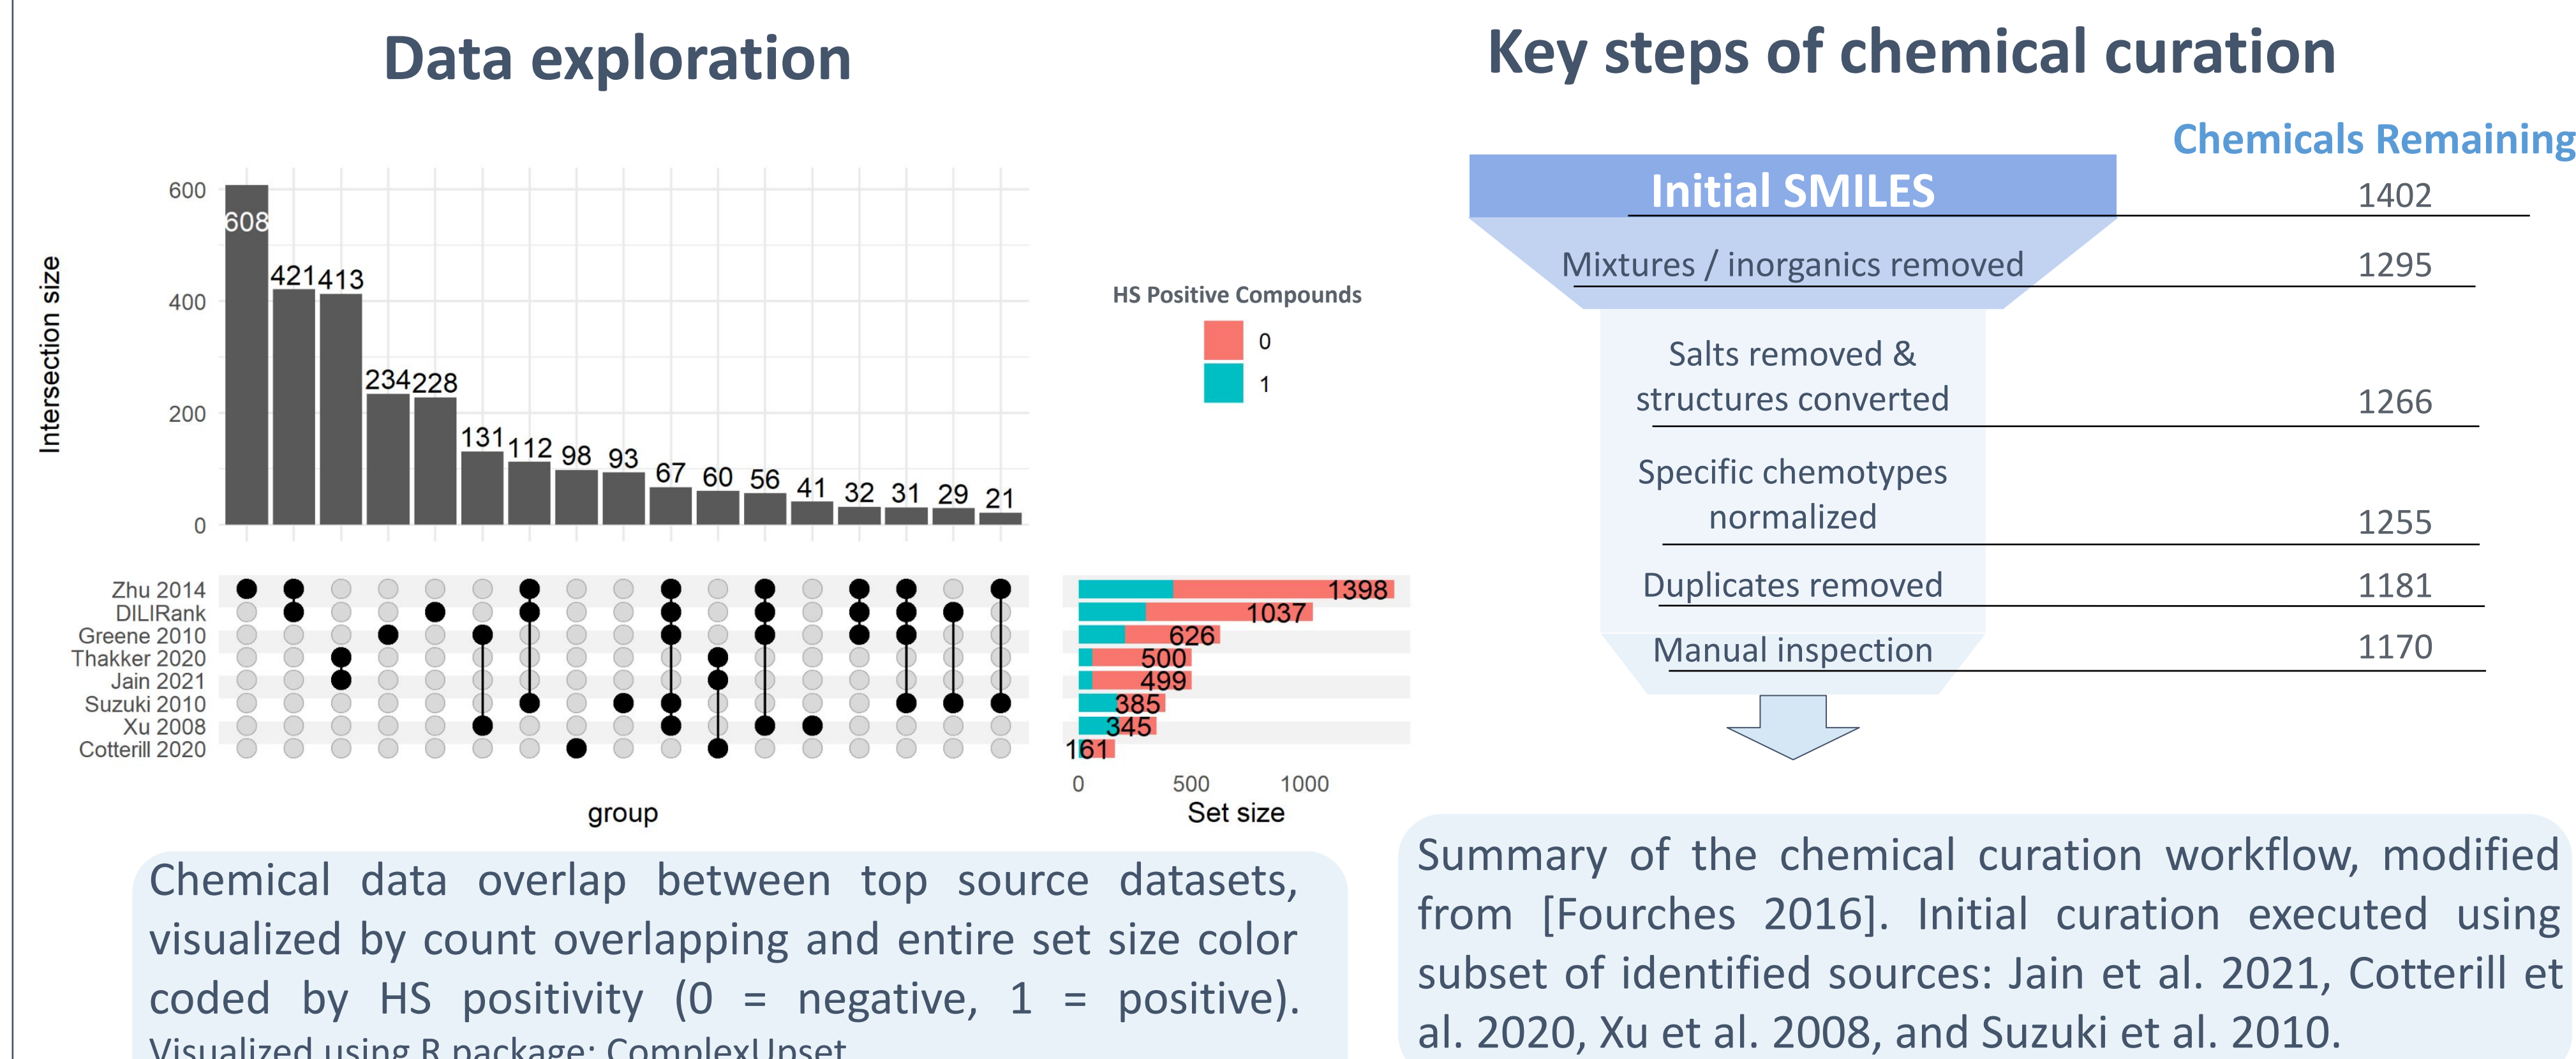 Data exploration
Intersection size
600
400
200
0
608
421
413
234
228
131
112
98
93
67
60
56
41
32
31
29
21
HS Positive Compounds
0
1
Zhu 2014
DILIRank
Greene 2010
Thakker 2020
Jain 2021
Suzuki 2010
Xu 2008
Cotterill 2020
group
1398
1037
626
500
499
385
345
161
0
500
1000
Set size
Chemical data overlap between top source datasets,
visualized by count overlapping and entire set size color
coded by HS positivity (0 = negative, 1 = positive).
Visualized using R package: ComplexUpset
Key steps of chemical curation
Chemicals Remaining
Initial SMILES 1402
Mixtures / inorganics removed 1295
Salts removed &
structures converted 1266
Specific chemotypes
normalized 1255
Duplicates removed 1181
Manual inspection 1170
Summary of the chemical curation workflow, modified
from [Fourches 2016]. Initial curation executed using
subset of identified sources: Jain et al. 2021, Cotterill et
al. 2020, Xu et al. 2008, and Suzuki et al. 2010.